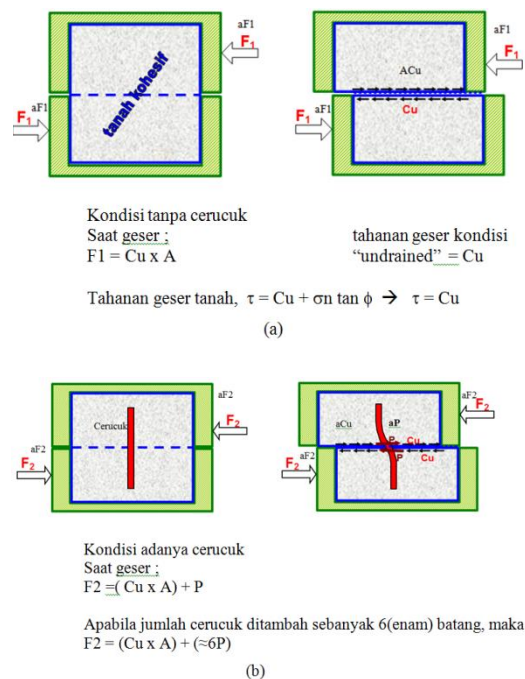 aF1
F1
tanah kohesif
aF1
F1
aF1
F1
ACu
Cu
aF1
F1
Kondisi tanpa cerucuk
Saat geser ;
F1 = Cu x A
tahanan geser kondisi
“undrained” = Cu
Tahanan geser tanah, τ = Cu + σn tan ϕ → τ = Cu
(a)
aF2
F2
Cerucuk
aF2
F2
aF2
F2
aCu
aP
P
Cu
P
Cu
aF2
F2
Kondisi adanya cerucuk
Saat geser ;
F2 =( Cu x A) + P
Apabila jumlah cerucuk ditambah sebanyak 6(enam) batang, maka
F2 = (Cu x A) + (≈6P)
(b)